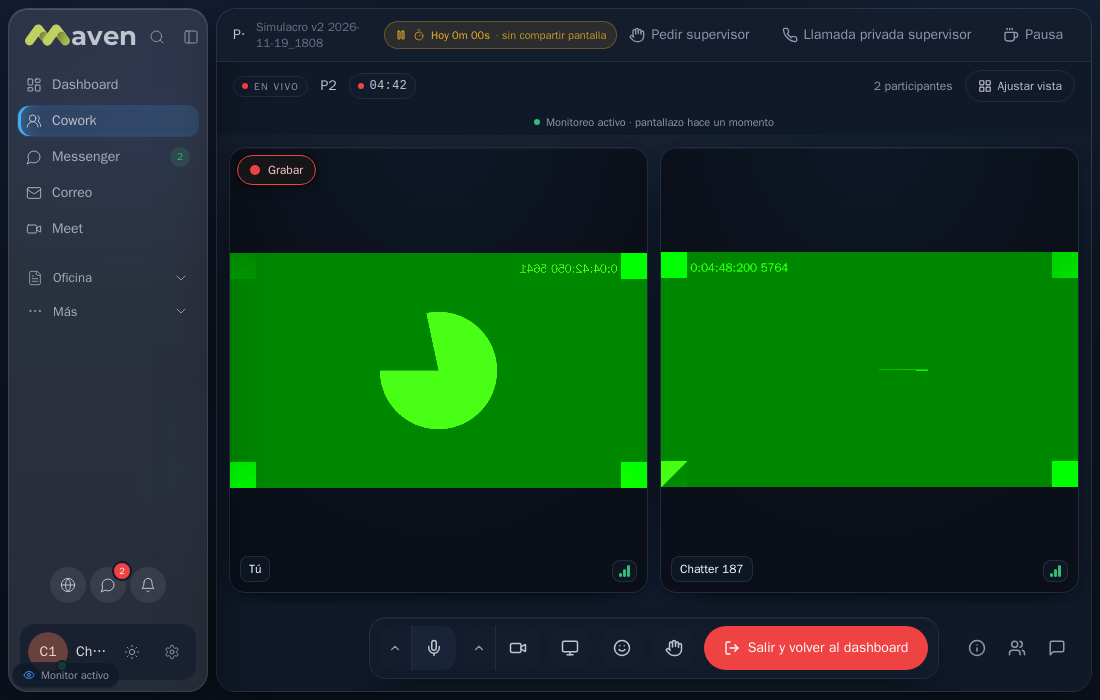 Maven
Dashboard
Cowork
Messenger 2
Correo
Meet
Oficina
Más
2
C1 Ch···
Monitor activo
P· Simulacro v2 2026-
11-19_1808
Hoy 0m 00s · sin compartir pantalla
Pedir supervisor
Llamada privada supervisor
Pausa
EN VIVO P2 04:42
2 participantes
Ajustar vista
Monitoreo activo · pantallazo hace un momento
Grabar
0:04:42:050 5641
Tú
0:04:48:200 5764
Chatter 187
Salir y volver al dashboard